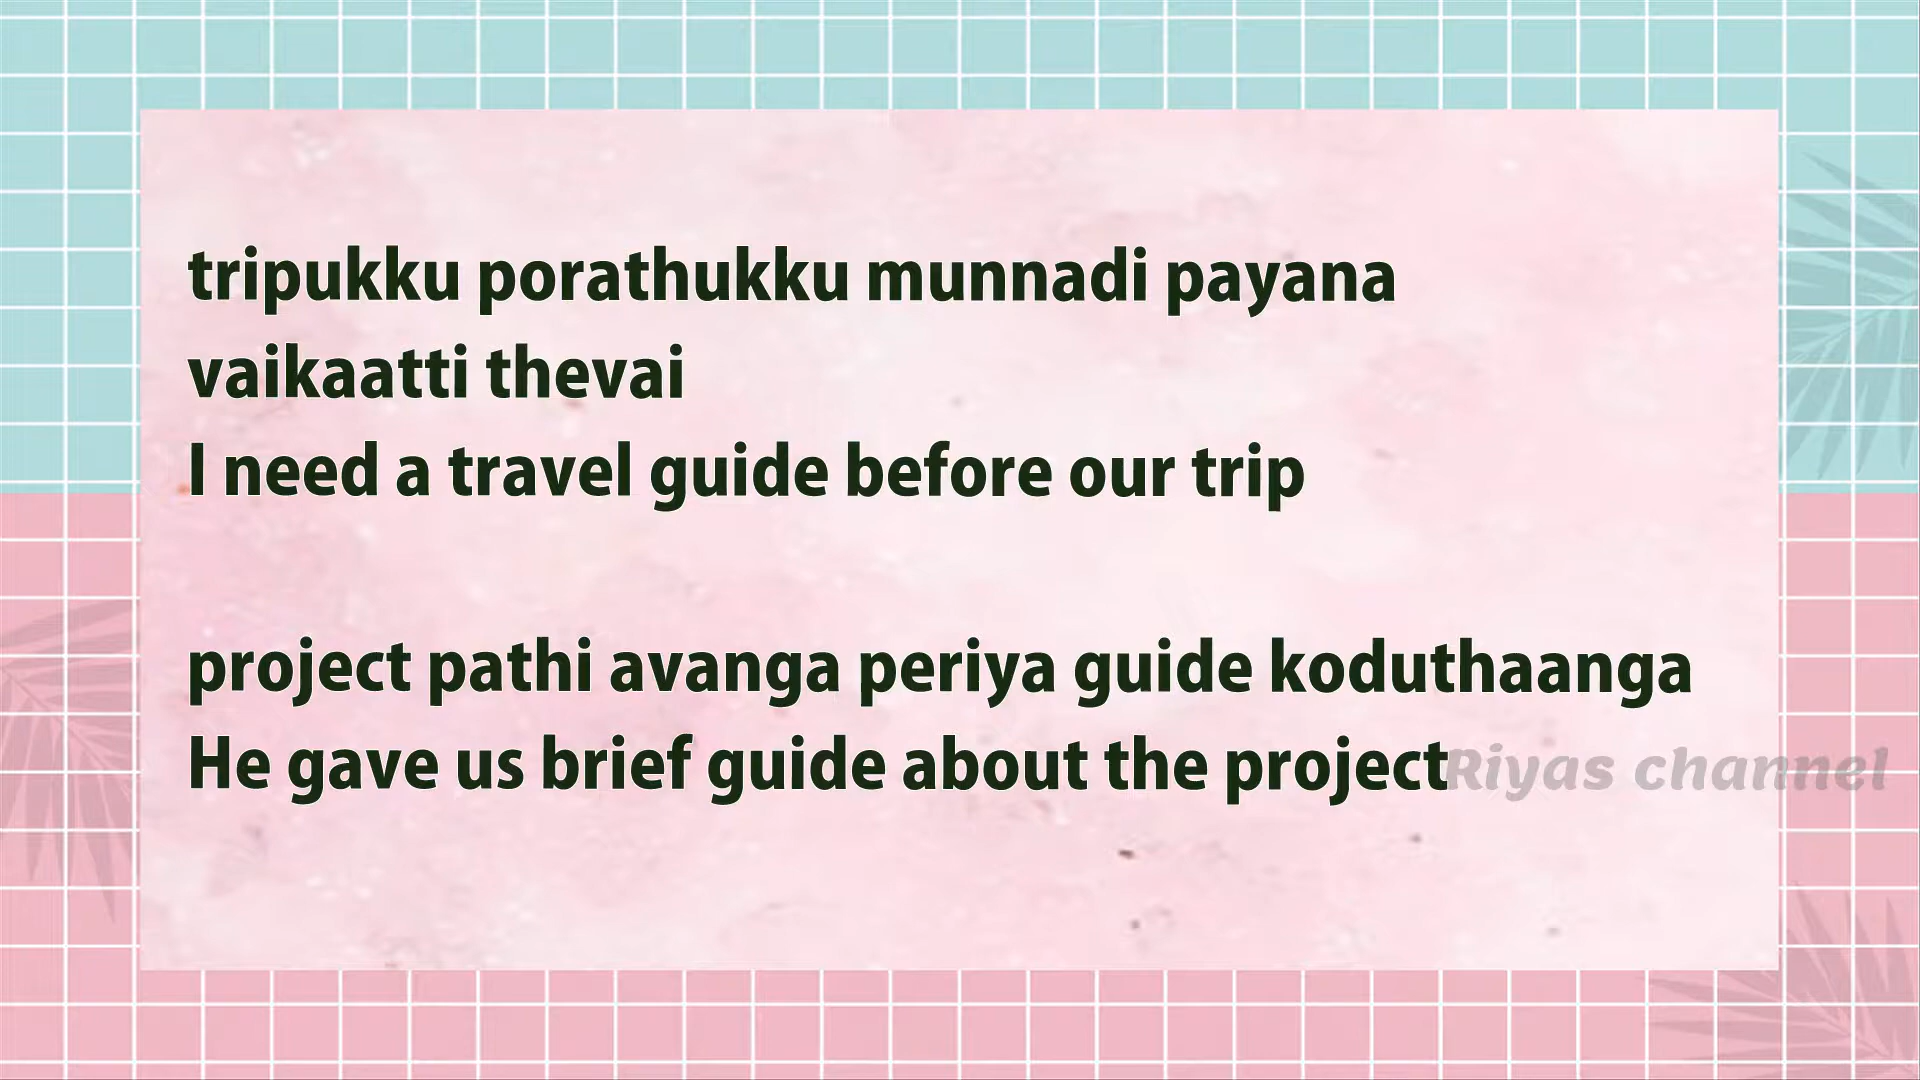 tripukku porathukku munnadi payana
vaikaatti thevai
I need a travel guide before our trip
project pathi avanga periya guide koduthaanga
He gave us brief guide about the project
Riyas channel